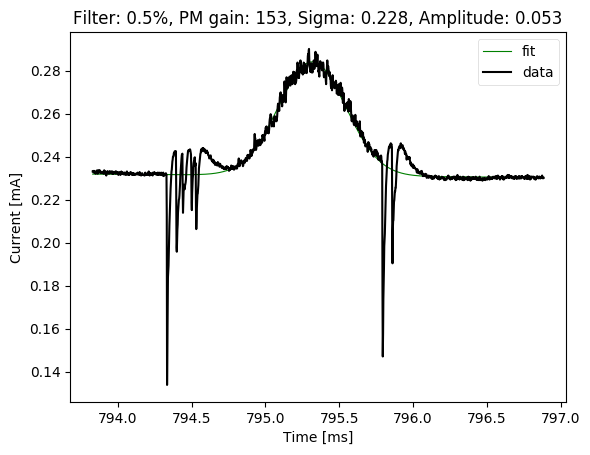 Filter: 0.5%, PM gain: 153, Sigma: 0.228, Amplitude: 0.053
fit
data
0.28
0.26
0.24
0.22
0.20
0.18
0.16
0.14
Current [mA]
794.0 794.5 795.0 795.5 796.0 796.5 797.0
Time [ms]